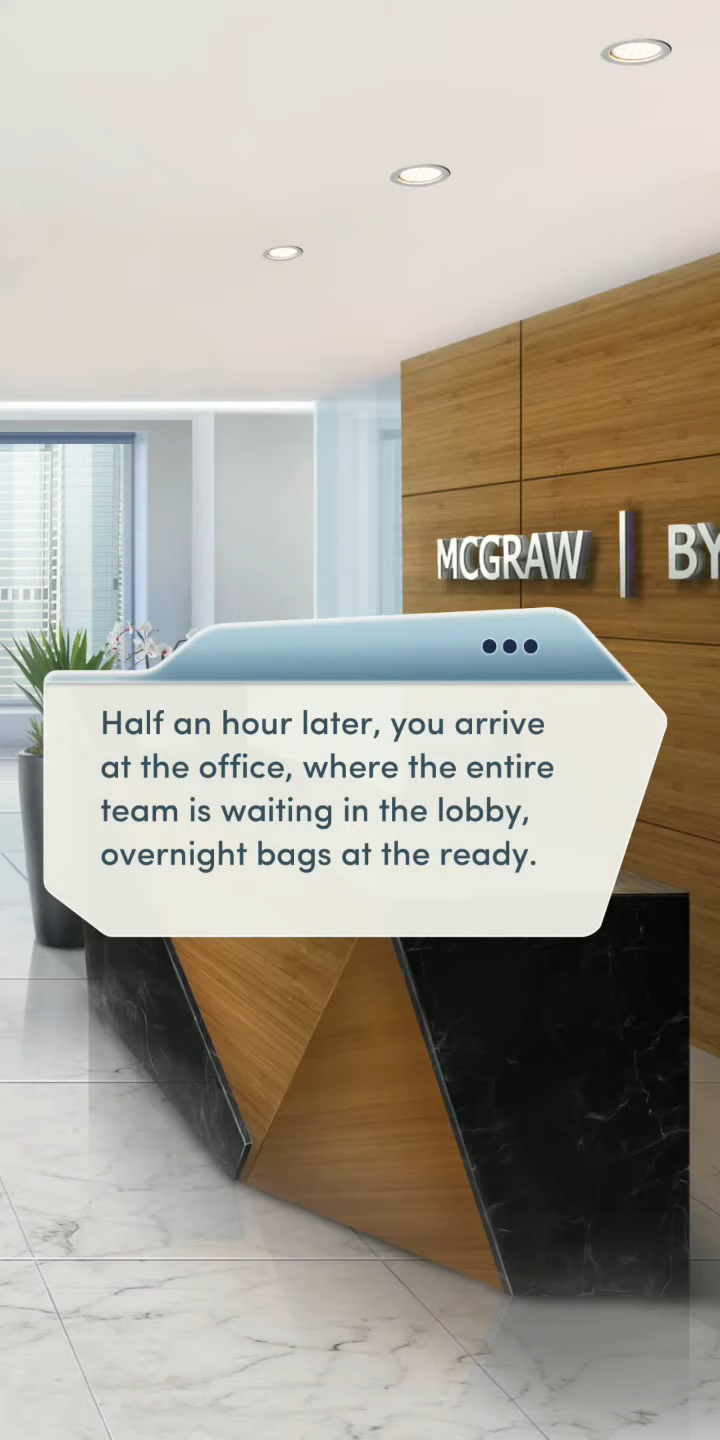 MCGRAW | BY
Half an hour later, you arrive
at the office, where the entire
team is waiting in the lobby,
overnight bags at the ready.